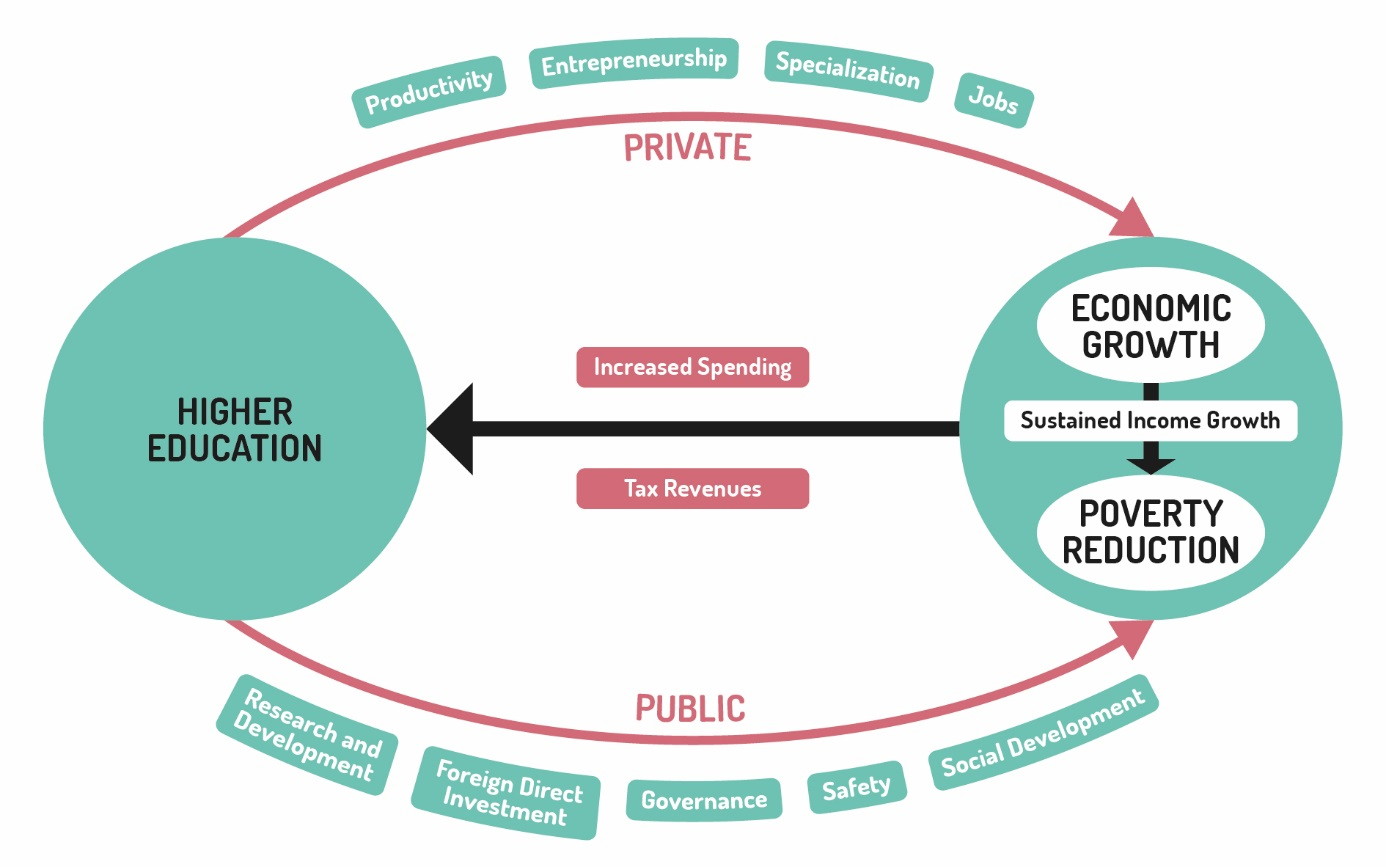 Productivity
Entrepreneurship
Specialization
Jobs
PRIVATE
HIGHER
EDUCATION
Increased Spending
Tax Revenues
ECONOMIC
GROWTH
Sustained Income Growth
POVERTY
REDUCTION
PUBLIC
Research and
Development
Foreign Direct
Investment
Governance
Safety
Social Development